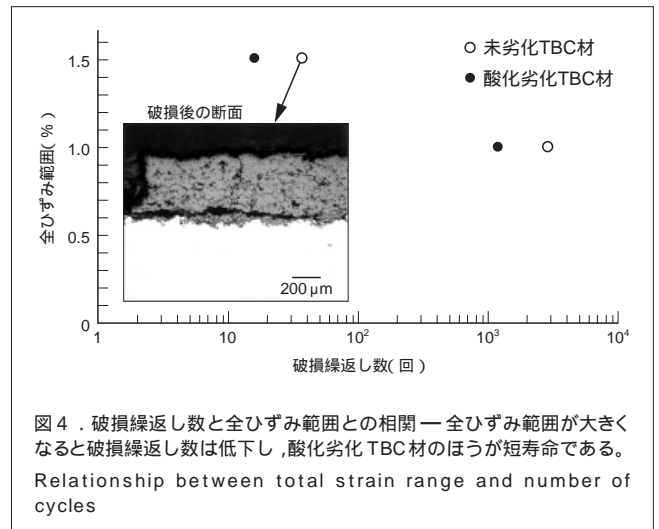 未劣化TBC材
酸化劣化TBC材
破損後の断面
200 μm
全ひずみ範囲(%)
1.5
1.0
0.5
0
1 10 10² 10³ 10⁴
破損繰返し数(回)
図4．破損繰返し数と全ひずみ範囲との相関 ― 全ひずみ範囲が大きく
なると破損繰返し数は低下し,酸化劣化TBC材のほうが短寿命である。
Relationship between total strain range and number of
cycles